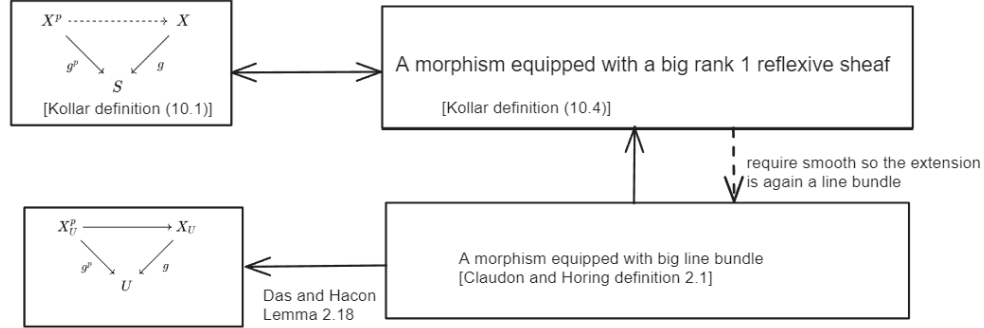 X^p X
g^p g
S
[Kollar definition (10.1)]
A morphism equipped with a big rank 1 reflexive sheaf
[Kollar definition (10.4)]
require smooth so the extension
is again a line bundle
X_U^p X_U
g^p g
U
Das and Hacon
Lemma 2.18
A morphism equipped with big line bundle
[Claudon and Horing definition 2.1]